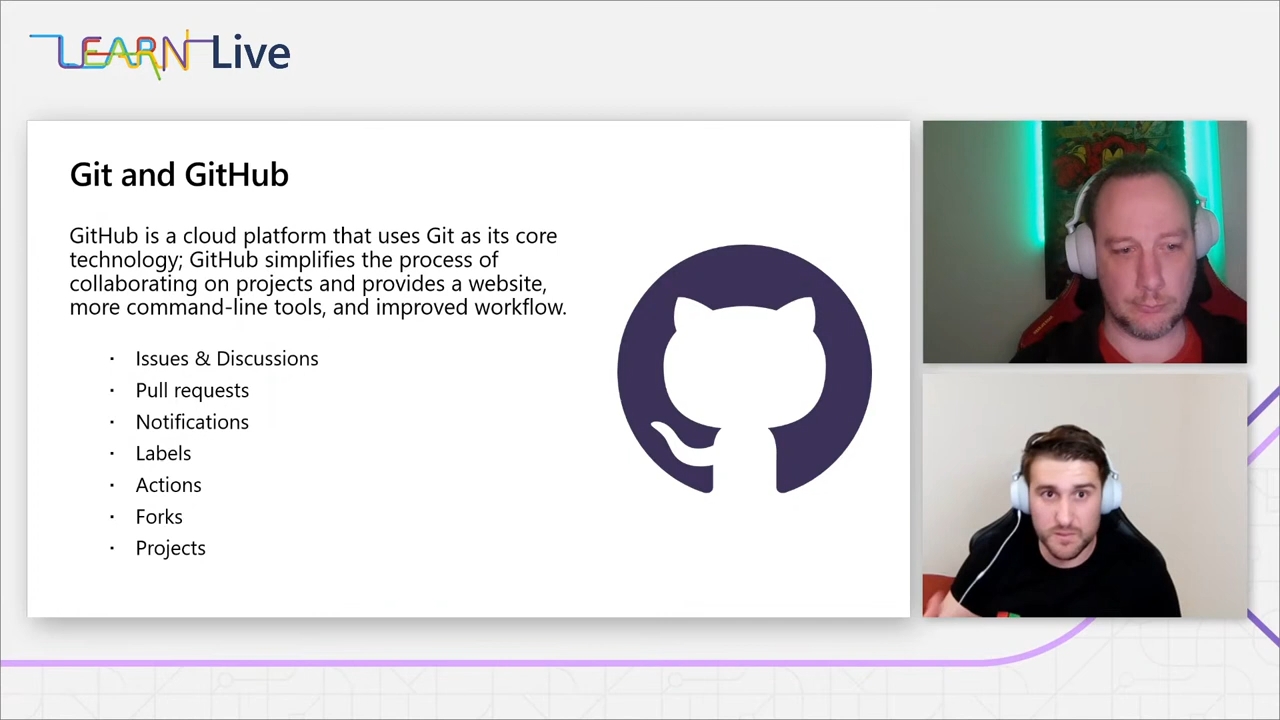 LEARN Live
Git and GitHub
GitHub is a cloud platform that uses Git as its core
technology; GitHub simplifies the process of
collaborating on projects and provides a website,
more command-line tools, and improved workflow.
· Issues & Discussions
· Pull requests
· Notifications
· Labels
· Actions
· Forks
· Projects